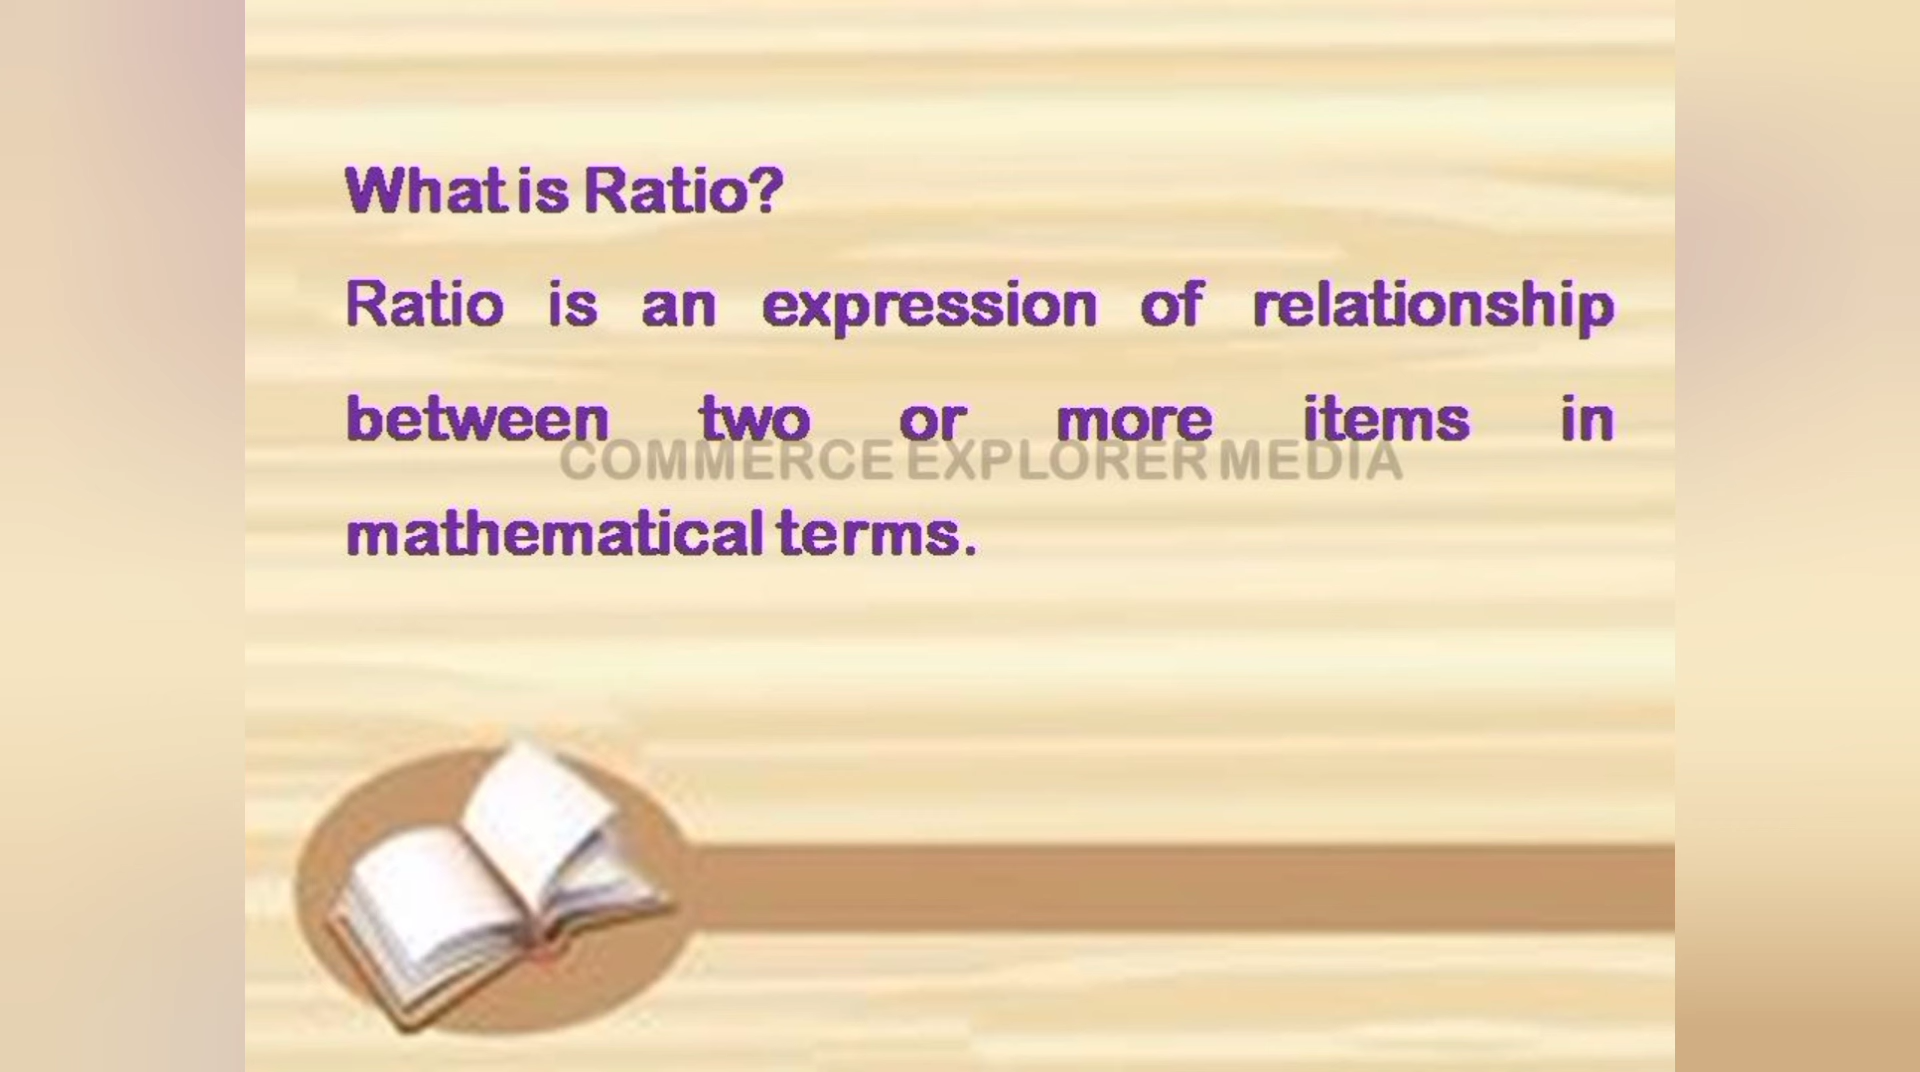 What is Ratio?
Ratio is an expression of relationship
between two or more items in
COMMERCE EXPLORER MEDIA
mathematical terms.